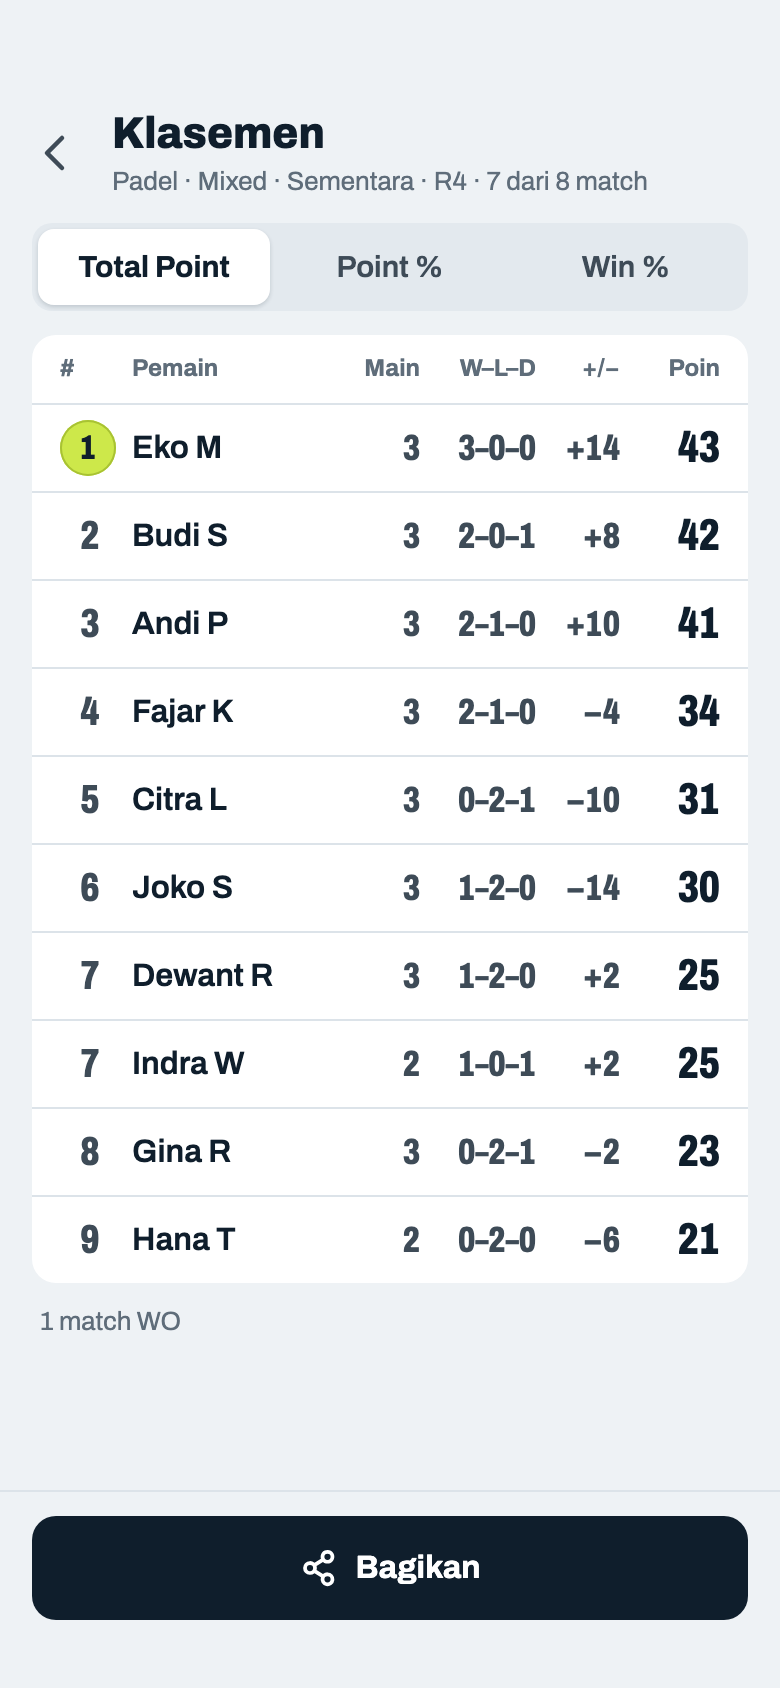 Klasemen
Padel · Mixed · Sementara · R4 · 7 dari 8 match
Total Point Point % Win %
# Pemain Main W–L–D +/− Poin
1 Eko M 3 3–0–0 +14 43
2 Budi S 3 2–0–1 +8 42
3 Andi P 3 2–1–0 +10 41
4 Fajar K 3 2–1–0 −4 34
5 Citra L 3 0–2–1 −10 31
6 Joko S 3 1–2–0 −14 30
7 Dewant R 3 1–2–0 +2 25
7 Indra W 2 1–0–1 +2 25
8 Gina R 3 0–2–1 −2 23
9 Hana T 2 0–2–0 −6 21
1 match WO
Bagikan